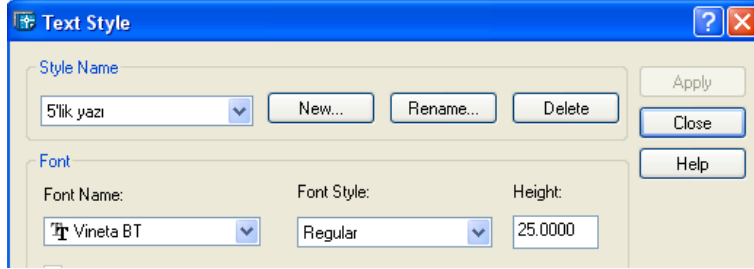 Text Style
Style Name
Apply
5'lik yazı New... Rename... Delete
Close
Font
Help
Font Name: Font Style: Height:
Vineta BT Regular 25.0000